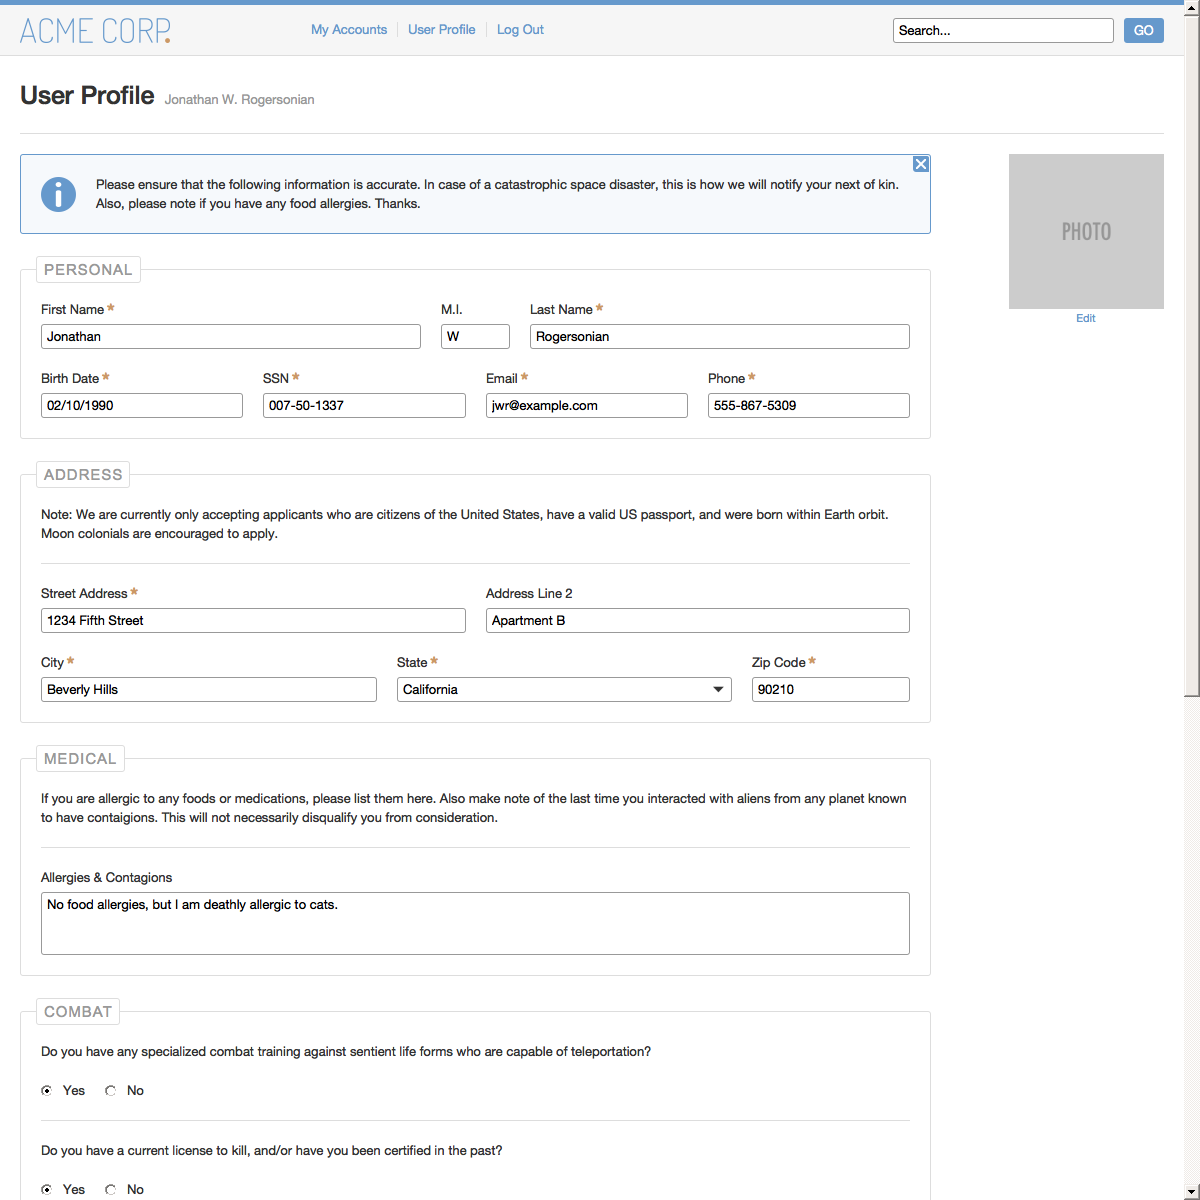 ACME CORP.
My Accounts
User Profile
Log Out
Search...
GO
User Profile Jonathan W. Rogersonian
Please ensure that the following information is accurate. In case of a catastrophic space disaster, this is how we will notify your next of kin.
Also, please note if you have any food allergies. Thanks.
PHOTO
Edit
PERSONAL
First Name * M.I. Last Name *
Jonathan W Rogersonian
Birth Date * SSN * Email * Phone *
02/10/1990 007-50-1337 jwr@example.com 555-867-5309
ADDRESS
Note: We are currently only accepting applicants who are citizens of the United States, have a valid US passport, and were born within Earth orbit.
Moon colonials are encouraged to apply.
Street Address * Address Line 2
1234 Fifth Street Apartment B
City * State * Zip Code *
Beverly Hills California 90210
MEDICAL
If you are allergic to any foods or medications, please list them here. Also make note of the last time you interacted with aliens from any planet known
to have contaigions. This will not necessarily disqualify you from consideration.
Allergies & Contagions
No food allergies, but I am deathly allergic to cats.
COMBAT
Do you have any specialized combat training against sentient life forms who are capable of teleportation?
Yes No
Do you have a current license to kill, and/or have you been certified in the past?
Yes No